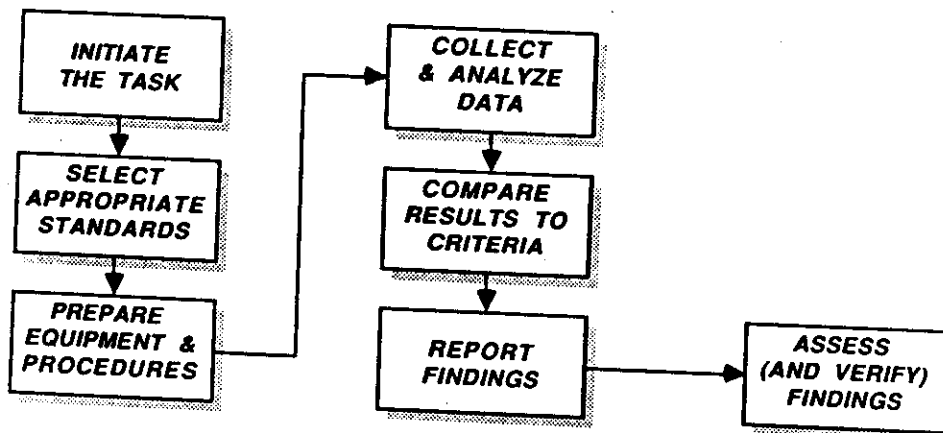 INITIATE
THE TASK
SELECT
APPROPRIATE
STANDARDS
PREPARE
EQUIPMENT &
PROCEDURES
COLLECT
& ANALYZE
DATA
COMPARE
RESULTS TO
CRITERIA
REPORT
FINDINGS
ASSESS
(AND VERIFY)
FINDINGS